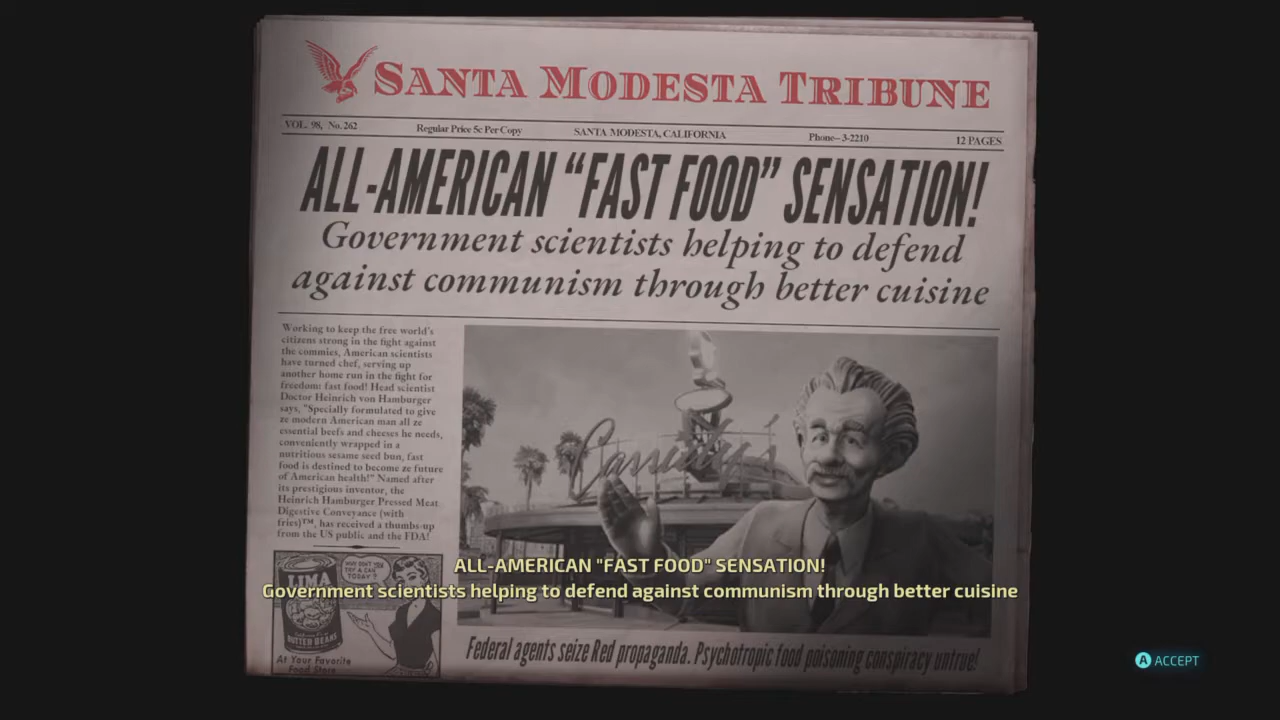 SANTA MODESTA TRIBUNE
VOL. 98, No. 262 Regular Price 5c Per Copy SANTA MODESTA, CALIFORNIA Phone—3-2210 12 PAGES
ALL-AMERICAN “FAST FOOD” SENSATION!
Government scientists helping to defend
against communism through better cuisine
Working to keep the free world's
citizens strong in the fight against
the commies, American scientists
have turned chef, serving up
another home run in the fight for
freedom: fast food! Head scientist
Doctor Heinrich von Hamburger
says, "Specially formulated to give
ze modern American man all ze
essential beefs and cheeses he needs,
conveniently wrapped in a
nutritious sesame seed bun, fast
food is destined to become ze future
of American health!" Named after
its prestigious inventor, the
Heinrich Hamburger Pressed Meat
Digestive Conveyance (with
fries)™, has received a thumbs-up
from the US public and the FDA!
LIMA
BUTTER BEANS
WHY DON'T YOU
TRY A CAN
TODAY?
At Your Favorite
Food Store
Cassidy's
ALL-AMERICAN "FAST FOOD" SENSATION!
Government scientists helping to defend against communism through better cuisine
Federal agents seize Red propaganda. Psychotropic food poisoning conspiracy untrue!
A ACCEPT